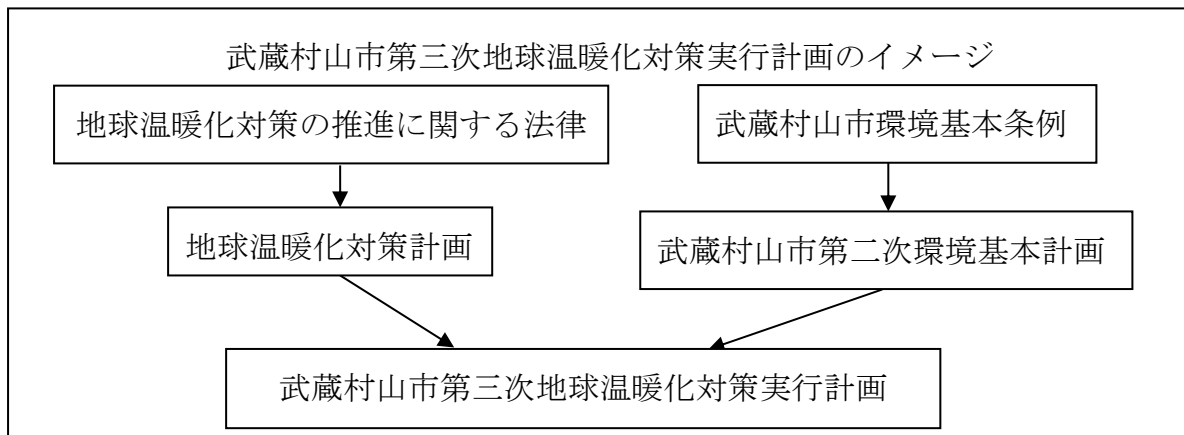 武蔵村山市第三次地球温暖化対策実行計画のイメージ
地球温暖化対策の推進に関する法律
武蔵村山市環境基本条例
地球温暖化対策計画
武蔵村山市第二次環境基本計画
武蔵村山市第三次地球温暖化対策実行計画